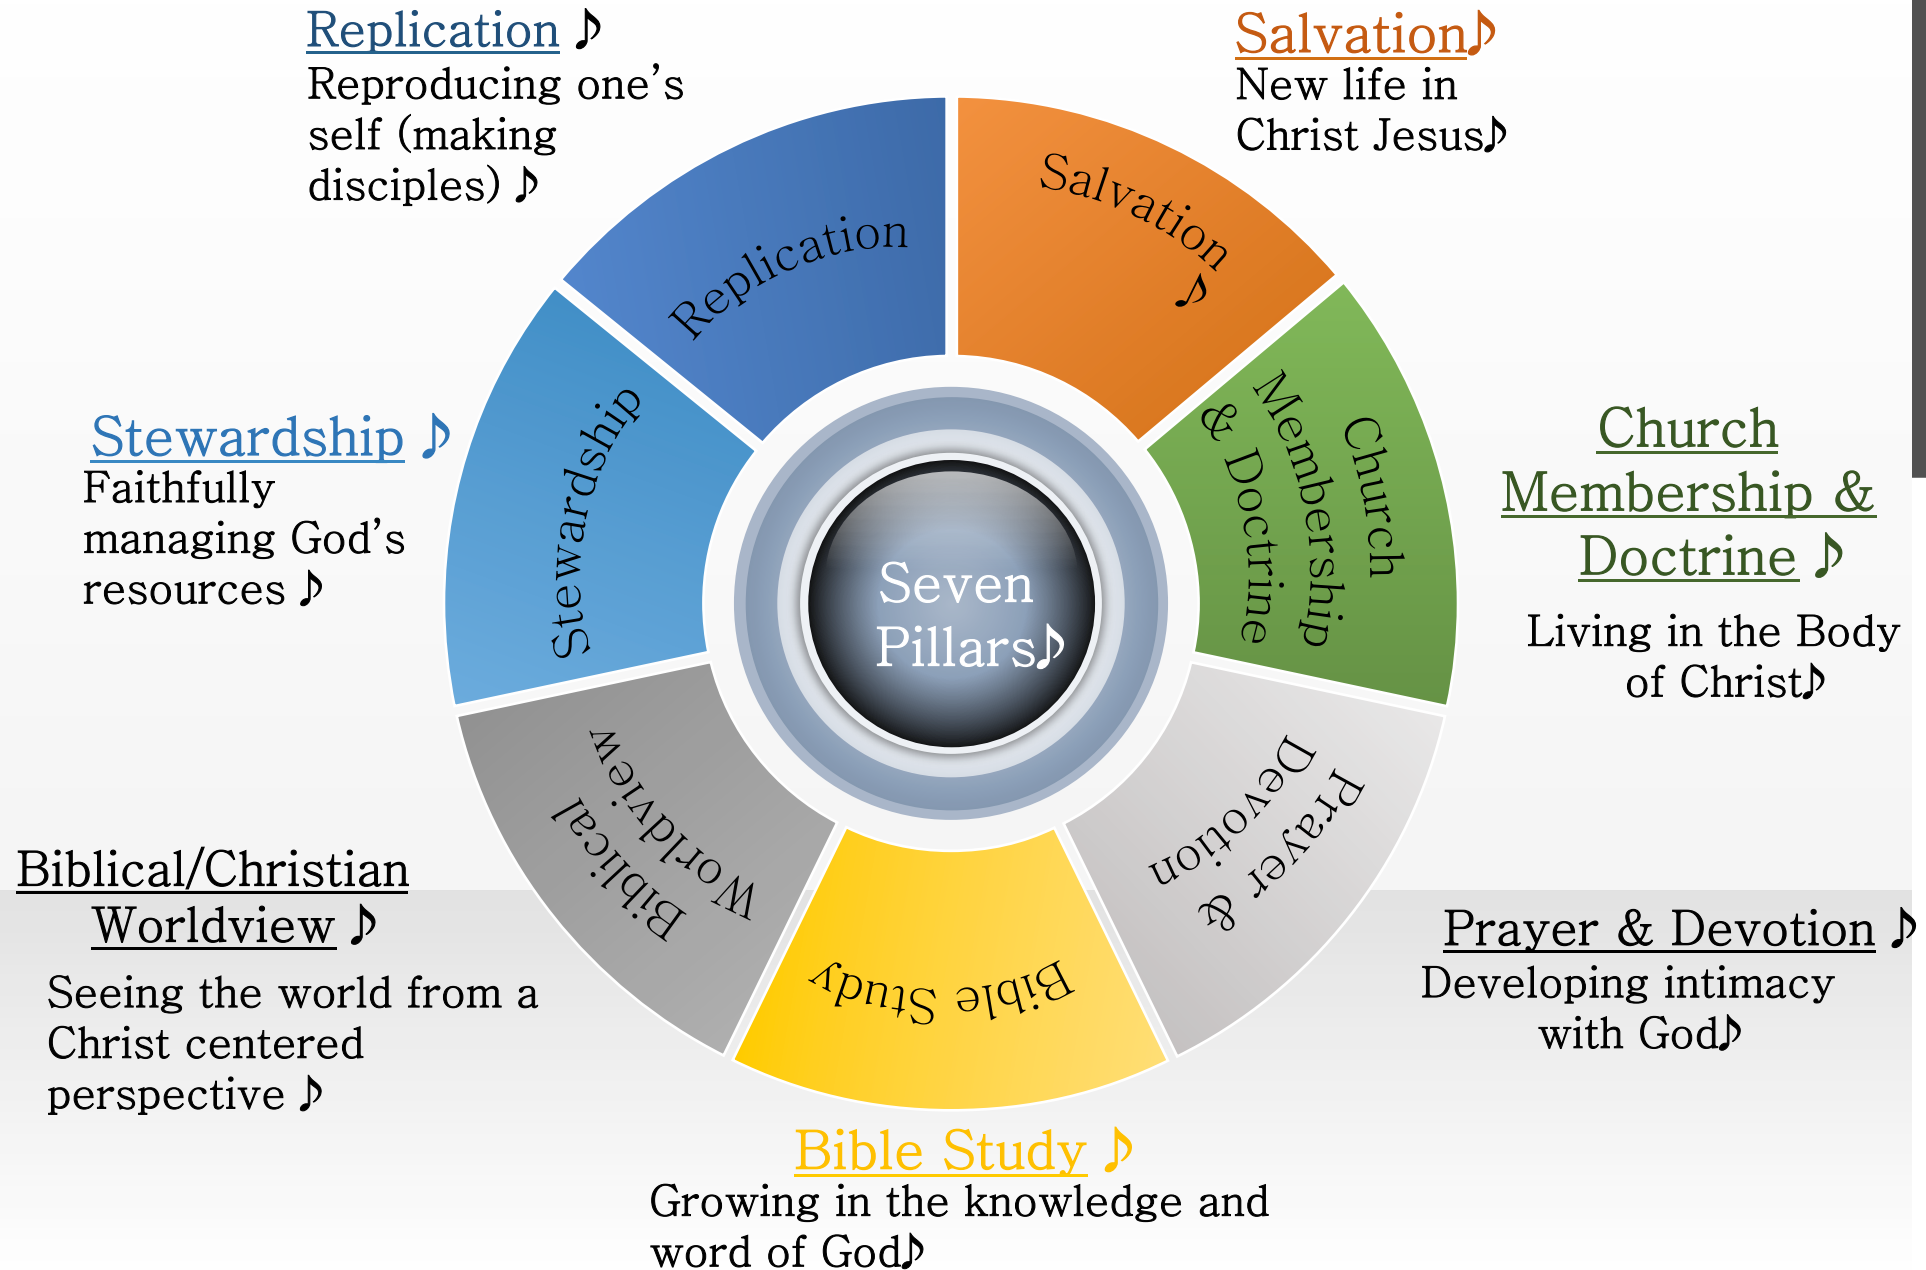 Replication ♪
Reproducing one's
self (making
disciples) ♪
Salvation♪
New life in
Christ Jesus♪
Church
Membership &
Doctrine ♪
Living in the Body
of Christ♪
Prayer & Devotion ♪
Developing intimacy
with God♪
Bible Study ♪
Growing in the knowledge and
word of God♪
Biblical/Christian
Worldview ♪
Seeing the world from a
Christ centered
perspective ♪
Stewardship ♪
Faithfully
managing God's
resources ♪
Replication
Salvation
♪
Church
Membership
& Doctrine
Prayer &
Devotion
Bible Study
Biblical
Worldview
Stewardship
Seven
Pillars♪